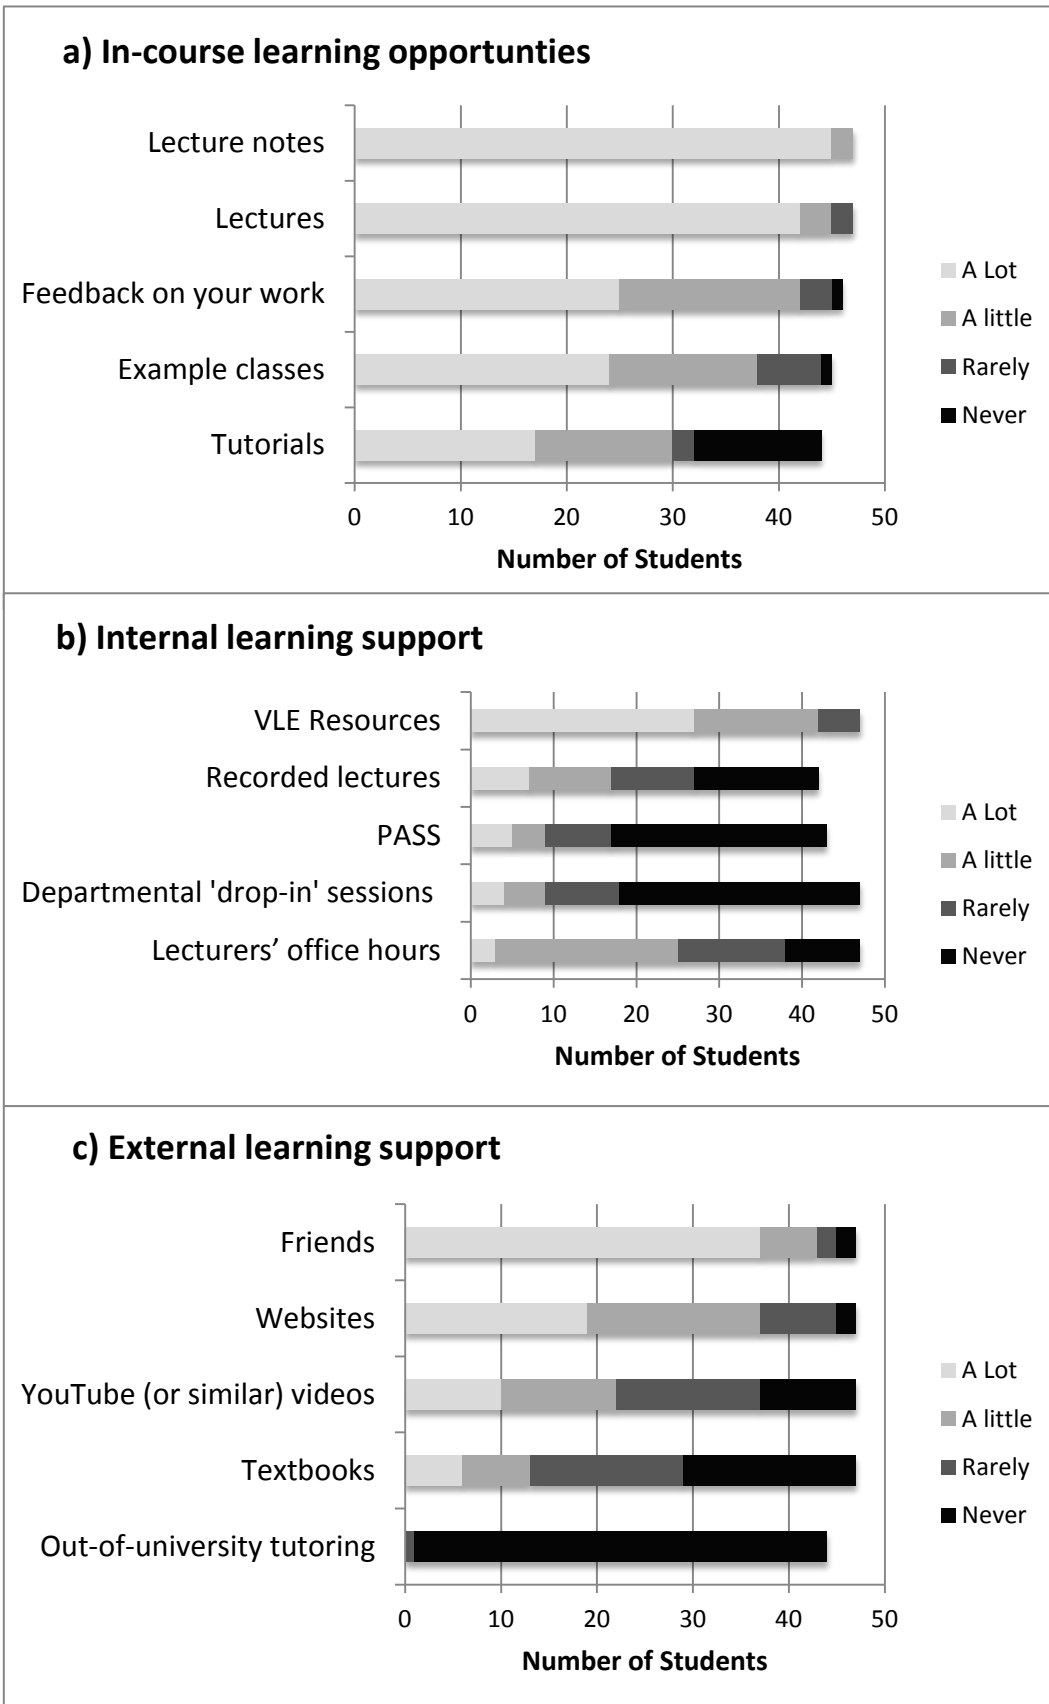 a) In-course learning opportunties
Lecture notes
Lectures
Feedback on your work
Example classes
Tutorials
0 10 20 30 40 50
Number of Students
A Lot
A little
Rarely
Never
b) Internal learning support
VLE Resources
Recorded lectures
PASS
Departmental 'drop-in' sessions
Lecturers’ office hours
0 10 20 30 40 50
Number of Students
A Lot
A little
Rarely
Never
c) External learning support
Friends
Websites
YouTube (or similar) videos
Textbooks
Out-of-university tutoring
0 10 20 30 40 50
Number of Students
A Lot
A little
Rarely
Never